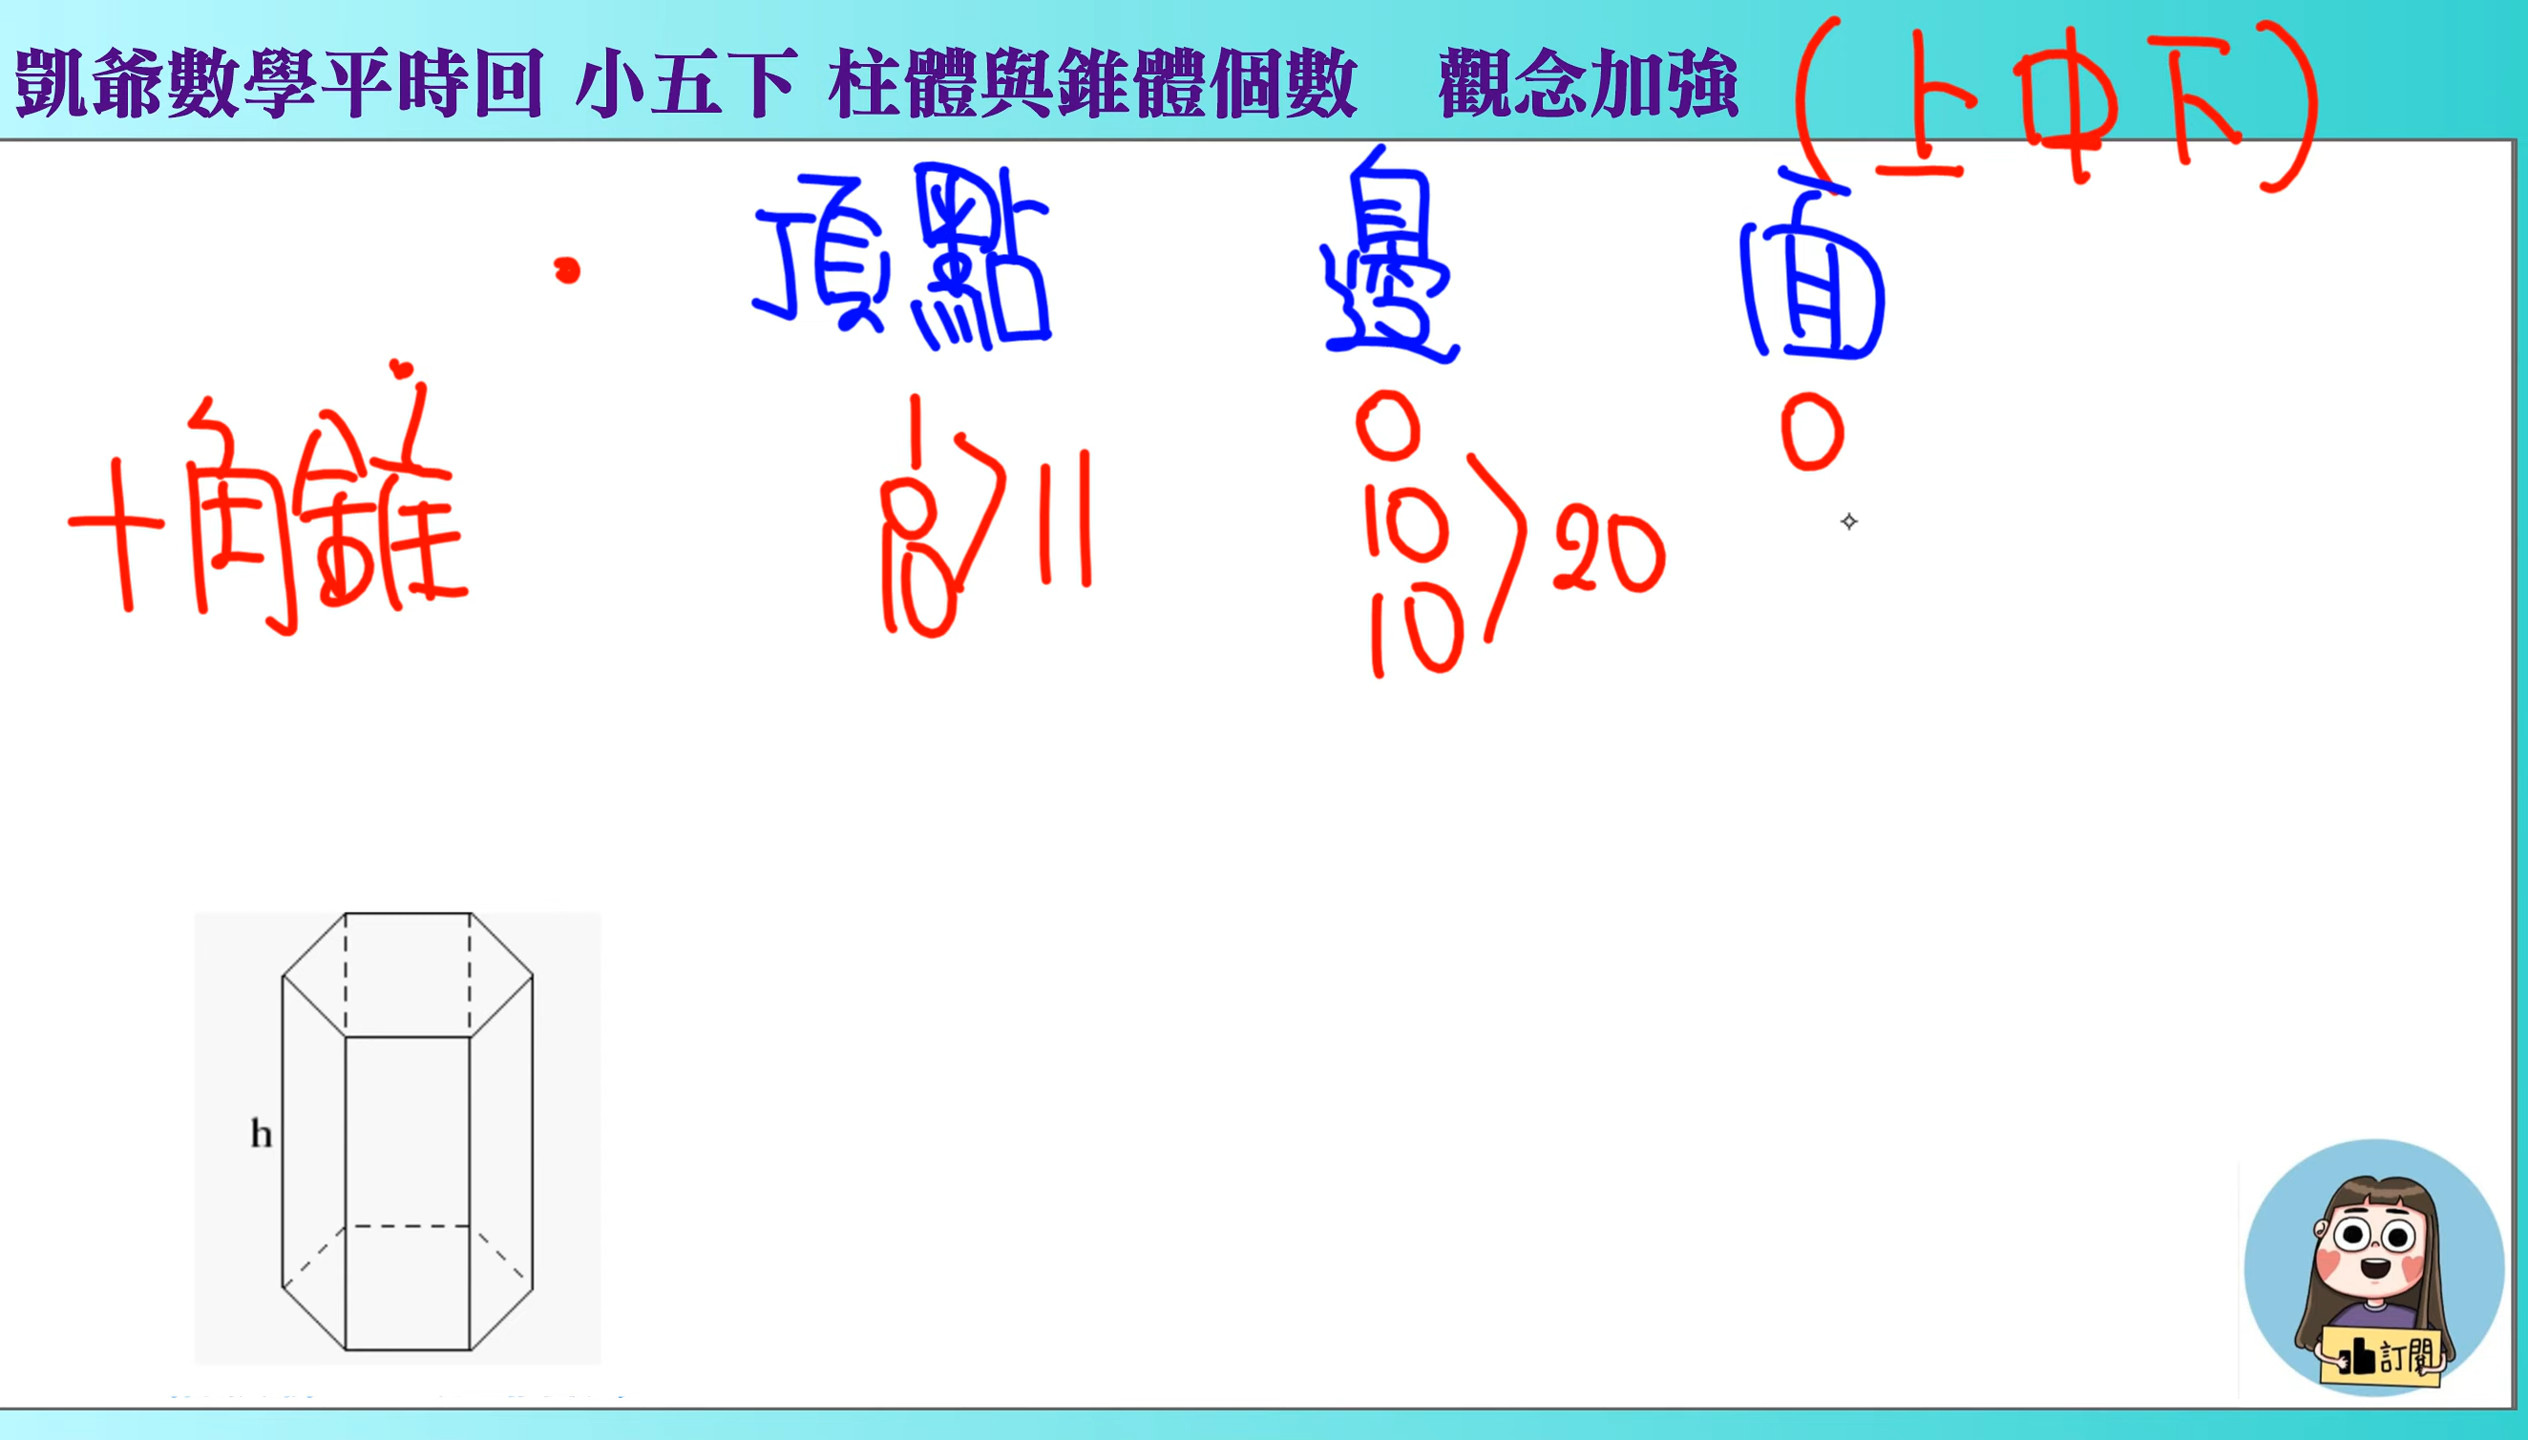 凱爺數學平時回 小五下 柱體與錐體個數 觀念加強 (上中下)
頂點 邊 面
十角錐
1 0 0
0 10
10 10
11 20
h
訂閱